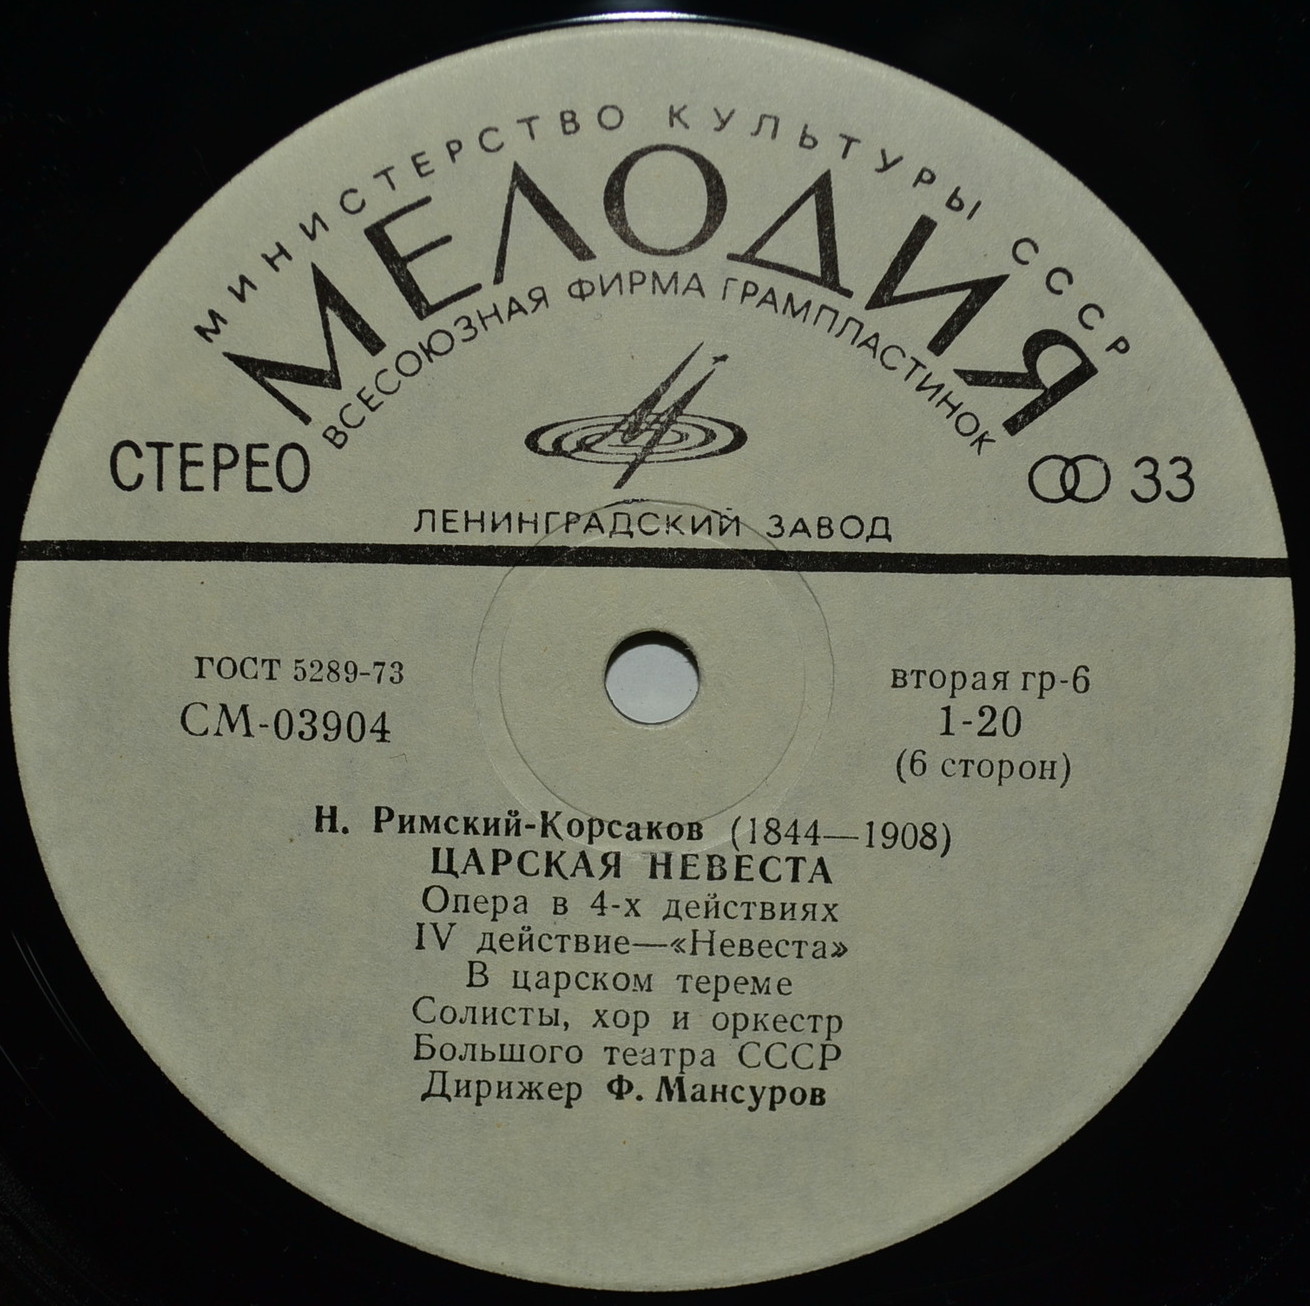 МИНИСТЕРСТВО КУЛЬТУРЫ СССР
МЕЛОДИЯ
ВСЕСОЮЗНАЯ ФИРМА ГРАМПЛАСТИНОК
СТЕРЕО
33
ЛЕНИНГРАДСКИЙ ЗАВОД
ГОСТ 5289-73
СМ-03904
вторая гр-6
1-20
(6 сторон)
Н. Римский-Корсаков (1844—1908)
ЦАРСКАЯ НЕВЕСТА
Опера в 4-х действиях
IV действие—«Невеста»
В царском тереме
Солисты, хор и оркестр
Большого театра СССР
Дирижер Ф. Мансуров